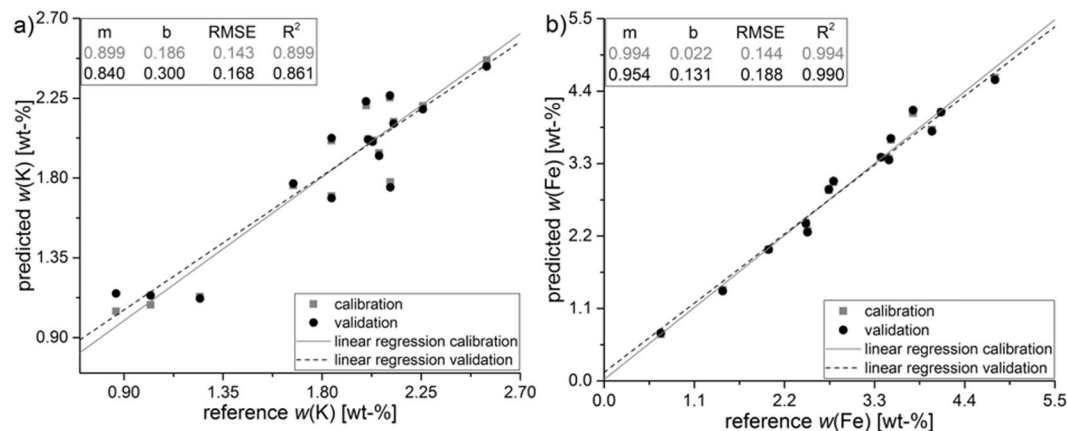 a)
m b RMSE R²
0.899 0.186 0.143 0.899
0.840 0.300 0.168 0.861
predicted w(K) [wt-%]
2.70
2.25
1.80
1.35
0.90
calibration
validation
linear regression calibration
linear regression validation
0.90 1.35 1.80 2.25 2.70
reference w(K) [wt-%]
b)
m b RMSE R²
0.994 0.022 0.144 0.994
0.954 0.131 0.188 0.990
predicted w(Fe) [wt-%]
5.5
4.4
3.3
2.2
1.1
0.0
calibration
validation
linear regression calibration
linear regression validation
0.0 1.1 2.2 3.3 4.4 5.5
reference w(Fe) [wt-%]